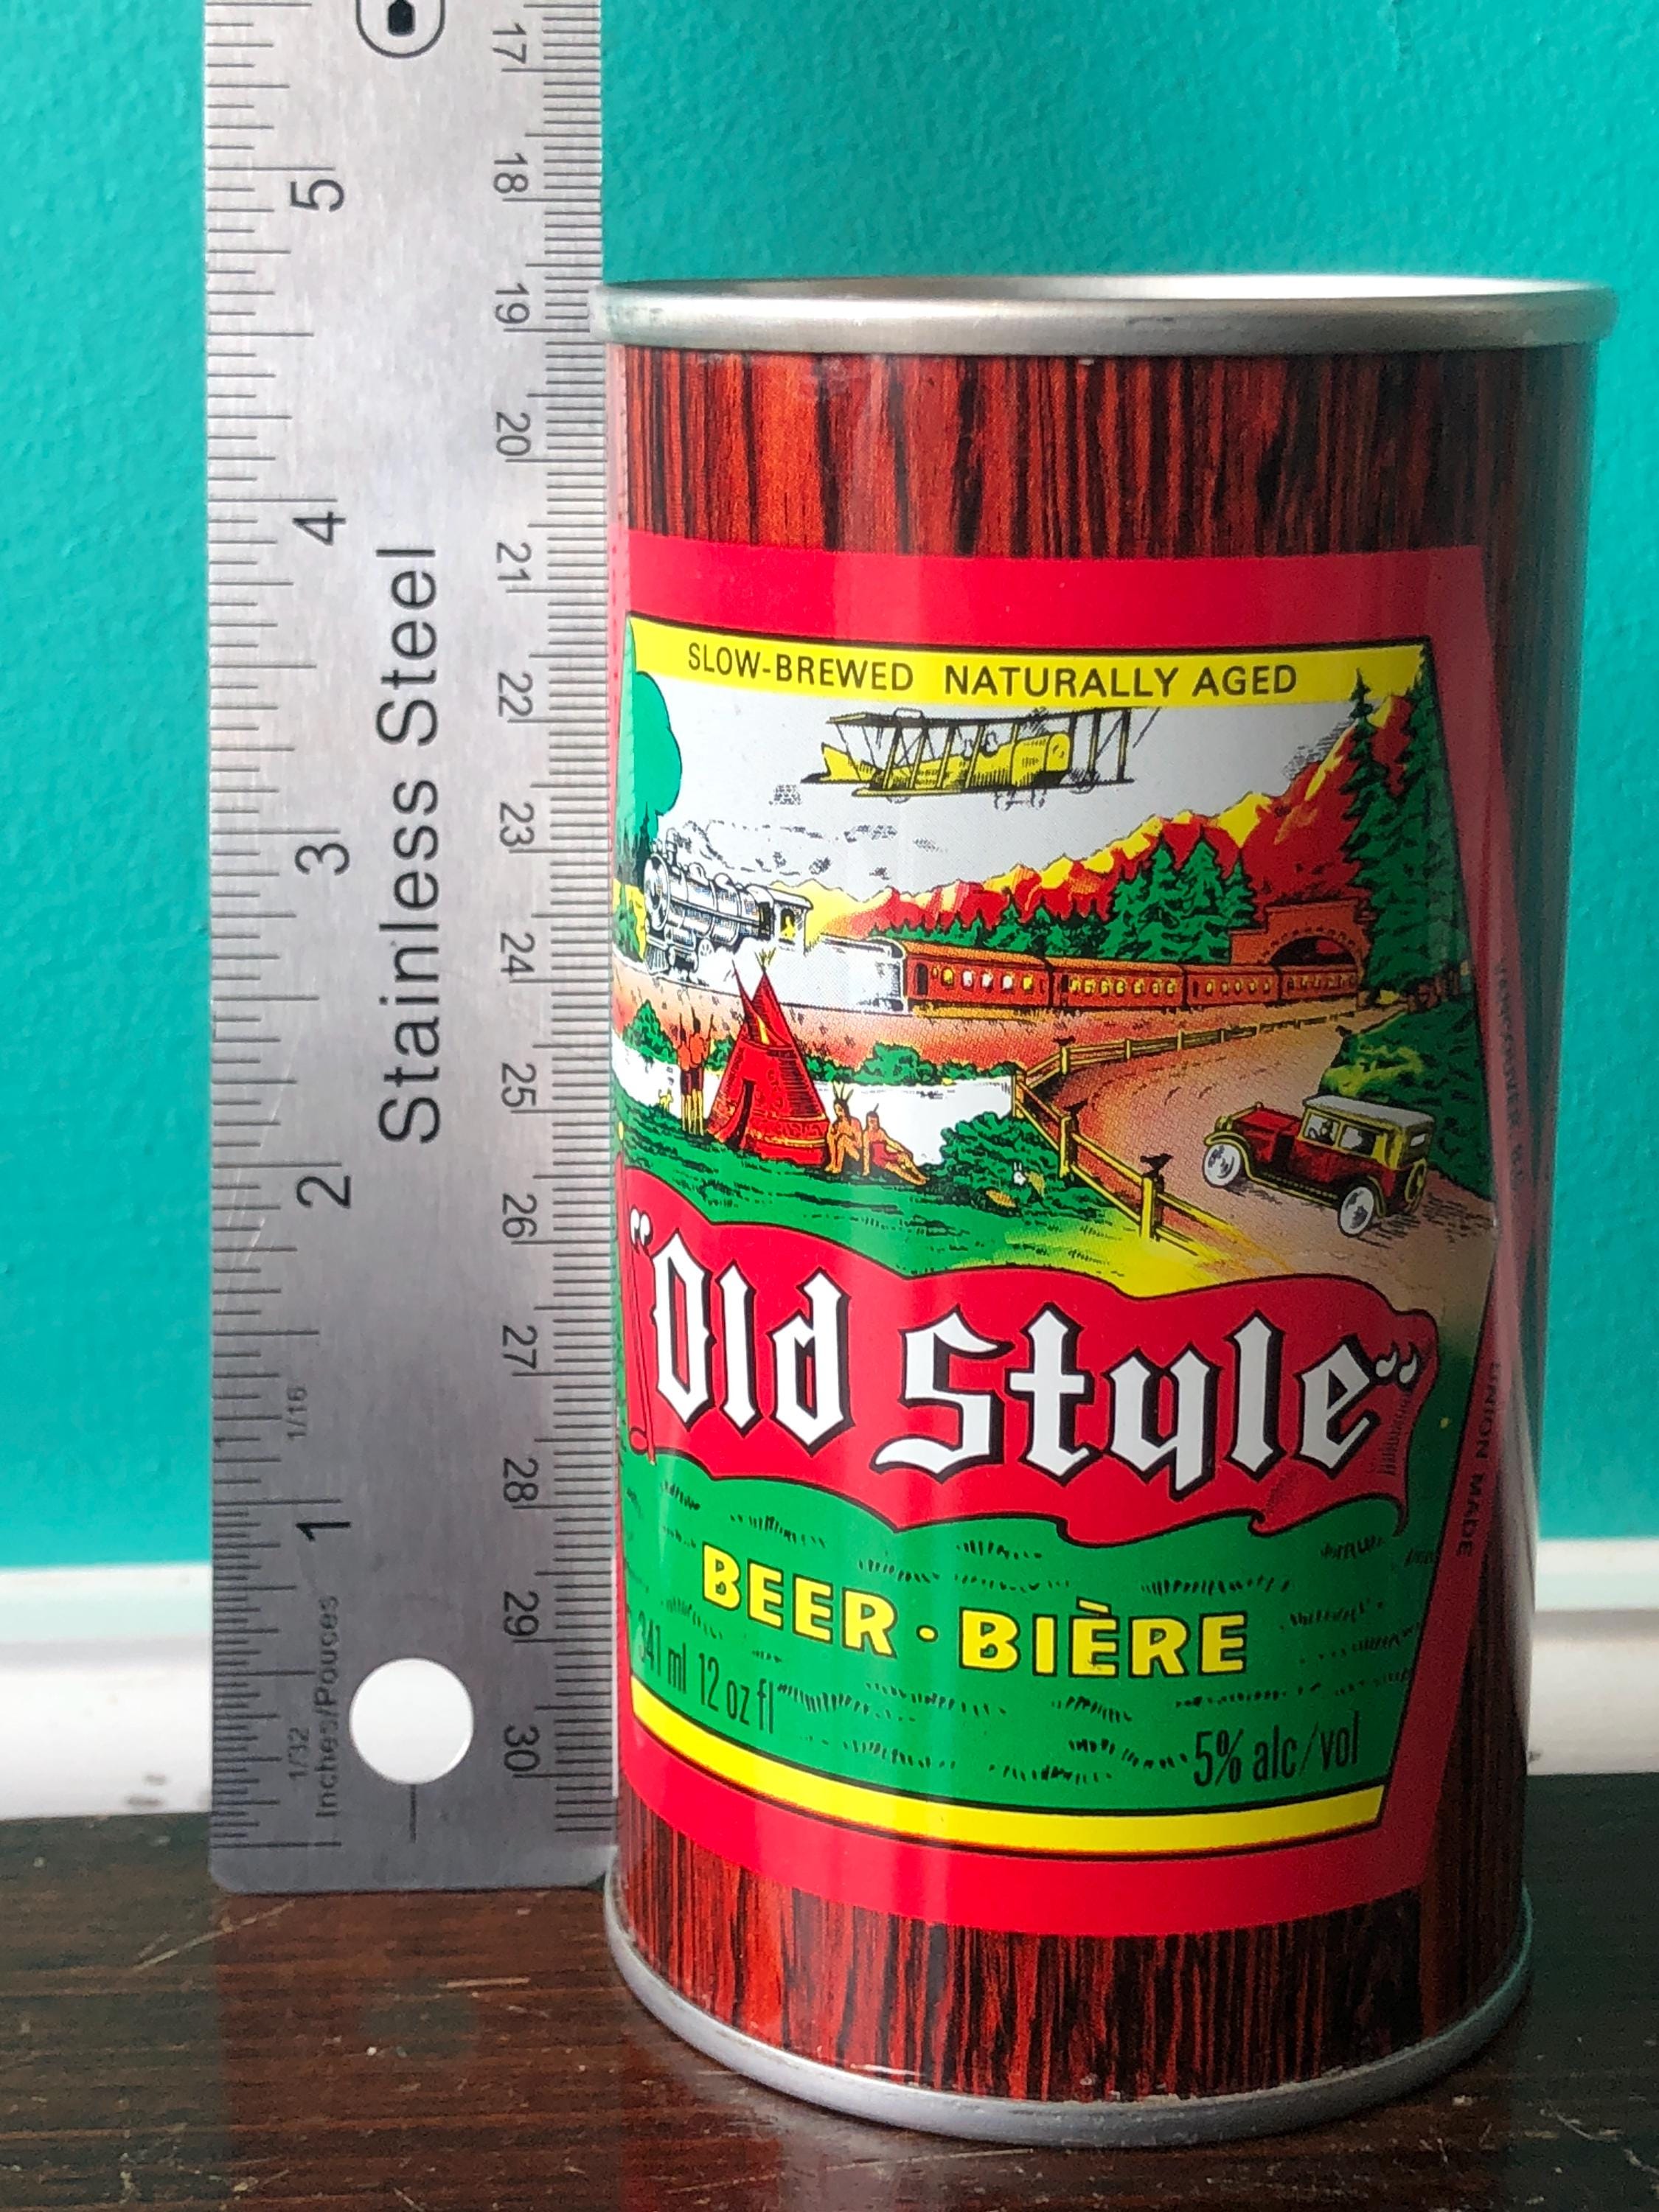 17
18
19
20
21
22
23
24
25
26
27
28
29
30
5
4
3
2
1
Stainless Steel
1/16
1/32
Inches/Pouces
SLOW-BREWED NATURALLY AGED
"Old Style"
BEER · BIÈRE
341 ml 12 oz fl
5% alc/vol
VANCOUVER, B.C.
UNION MADE